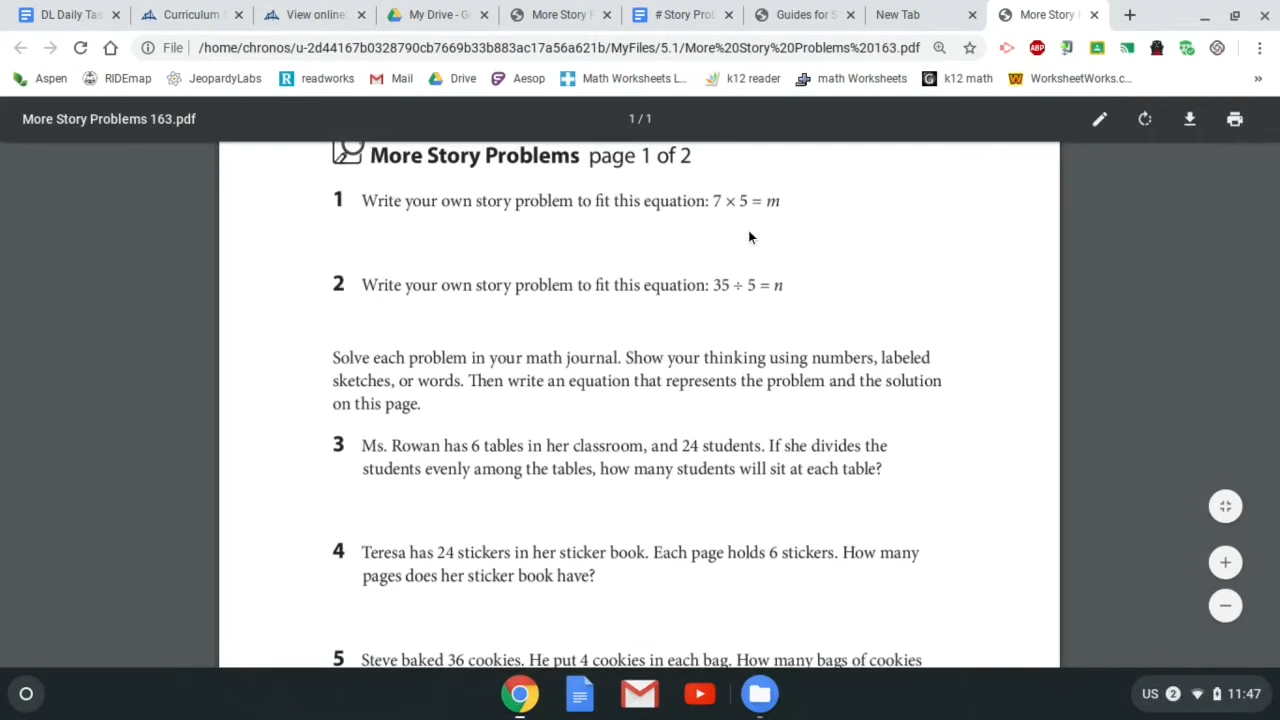 DL Daily Ta
Curriculum
View online
My Drive - G
More Story P
# Story Prob
Guides for S
New Tab
More Story P
File
/home/chronos/u-2d44167b0328790cb7669b33b883ac17a56a621b/MyFiles/5.1/More%20Story%20Problems%20163.pdf
ABP
Aspen
RIDEmap
JeopardyLabs
R readworks
Mail
Drive
Aesop
Math Worksheets L...
k12 reader
math Worksheets
G k12 math
W WorksheetWorks.c...
»
More Story Problems 163.pdf
1 / 1
More Story Problems page 1 of 2
1 Write your own story problem to fit this equation: 7 × 5 = m
2 Write your own story problem to fit this equation: 35 ÷ 5 = n
Solve each problem in your math journal. Show your thinking using numbers, labeled
sketches, or words. Then write an equation that represents the problem and the solution
on this page.
3 Ms. Rowan has 6 tables in her classroom, and 24 students. If she divides the
students evenly among the tables, how many students will sit at each table?
4 Teresa has 24 stickers in her sticker book. Each page holds 6 stickers. How many
pages does her sticker book have?
5 Steve baked 36 cookies. He put 4 cookies in each bag. How many bags of cookies
US 2 11:47